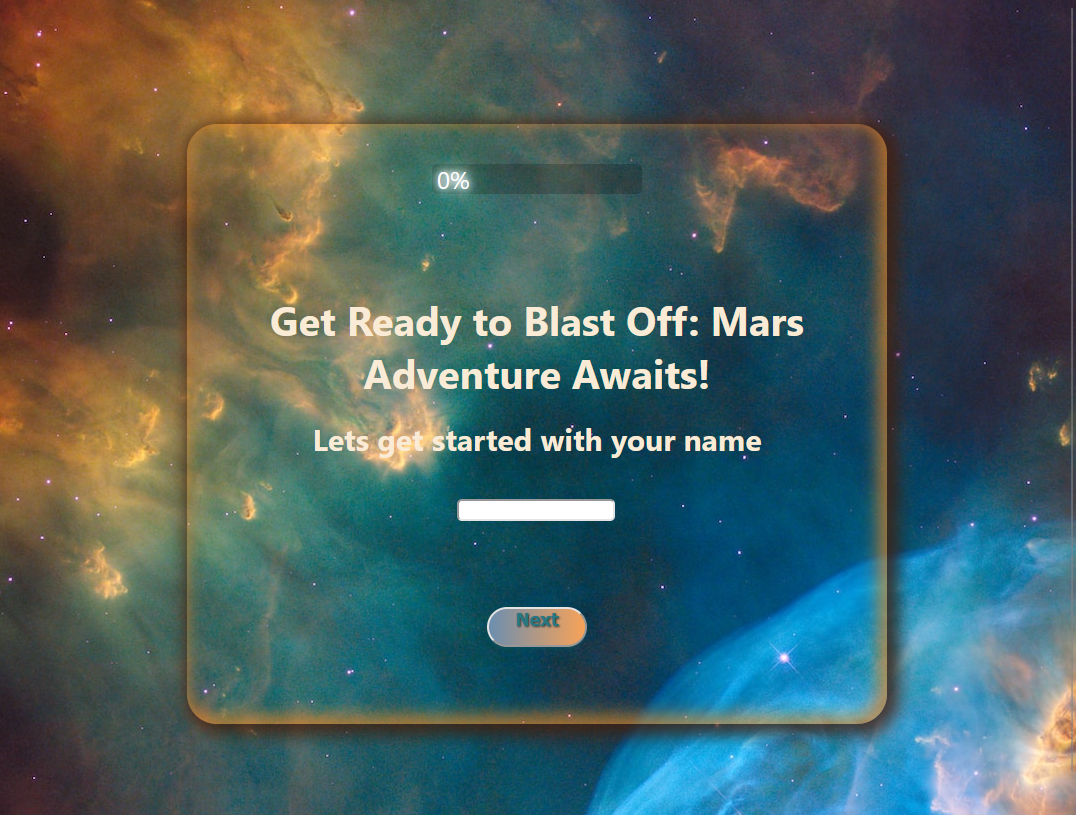 0%
Get Ready to Blast Off: Mars
Adventure Awaits!
Lets get started with your name
Next